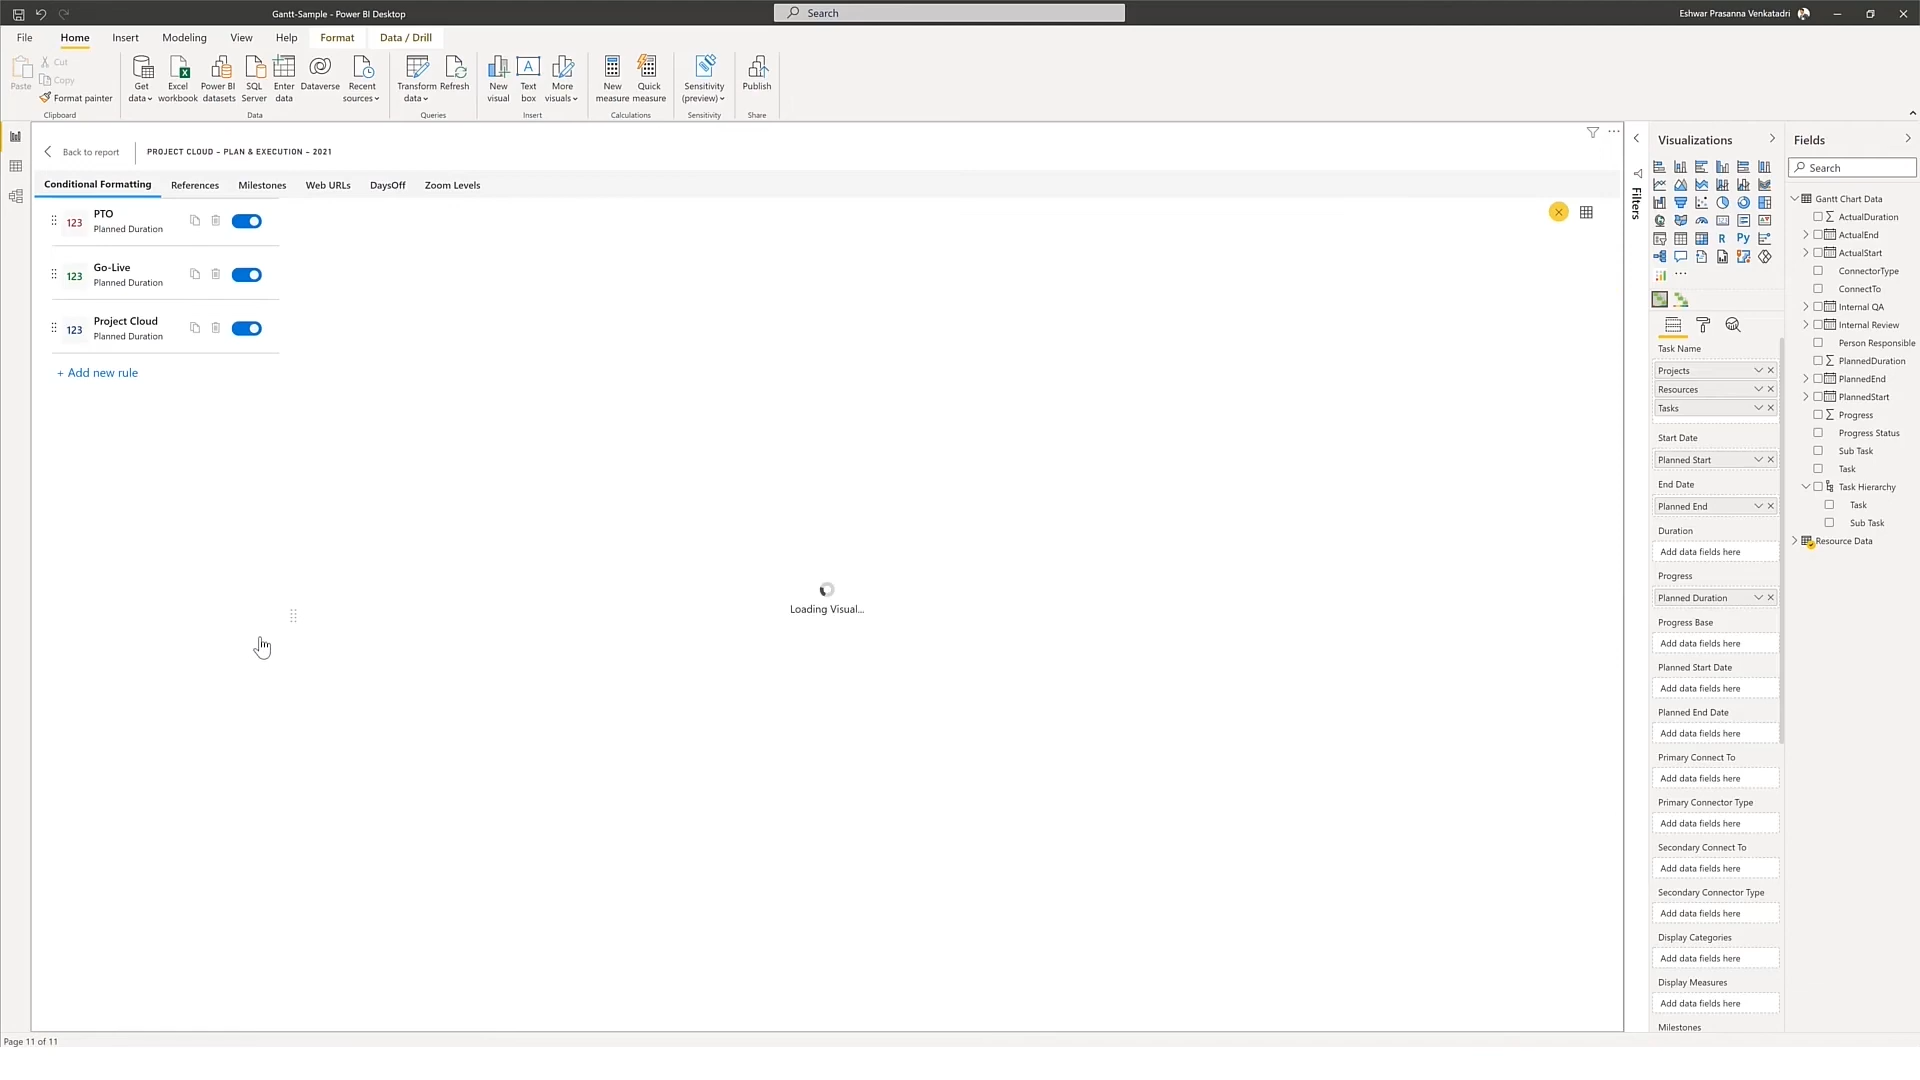 Gantt-Sample - Power BI Desktop
Search
Eshwar Prasanna Venkatadri
File
Home
Insert
Modeling
View
Help
Format
Data / Drill
Paste
Cut
Copy
Format painter
Clipboard
Get data
Excel workbook
Power BI datasets
SQL Server
Enter data
Dataverse
Recent sources
Data
Transform data
Refresh
Queries
New visual
Text box
More visuals
Insert
New measure
Quick measure
Calculations
Sensitivity (preview)
Sensitivity
Publish
Share
Back to report
PROJECT CLOUD - PLAN & EXECUTION - 2021
Conditional Formatting
References
Milestones
Web URLs
DaysOff
Zoom Levels
123
PTO
Planned Duration
123
Go-Live
Planned Duration
123
Project Cloud
Planned Duration
+ Add new rule
Loading Visual...
Filters
Visualizations
R
Py
Task Name
Projects
Resources
Tasks
Start Date
Planned Start
End Date
Planned End
Duration
Add data fields here
Progress
Planned Duration
Progress Base
Add data fields here
Planned Start Date
Add data fields here
Planned End Date
Add data fields here
Primary Connect To
Add data fields here
Primary Connector Type
Add data fields here
Secondary Connect To
Add data fields here
Secondary Connector Type
Add data fields here
Display Categories
Add data fields here
Display Measures
Add data fields here
Milestones
Fields
Search
Gantt Chart Data
ActualDuration
ActualEnd
ActualStart
ConnectorType
ConnectTo
Internal QA
Internal Review
Person Responsible
PlannedDuration
PlannedEnd
PlannedStart
Progress
Progress Status
Sub Task
Task
Task Hierarchy
Task
Sub Task
Resource Data
Page 11 of 11